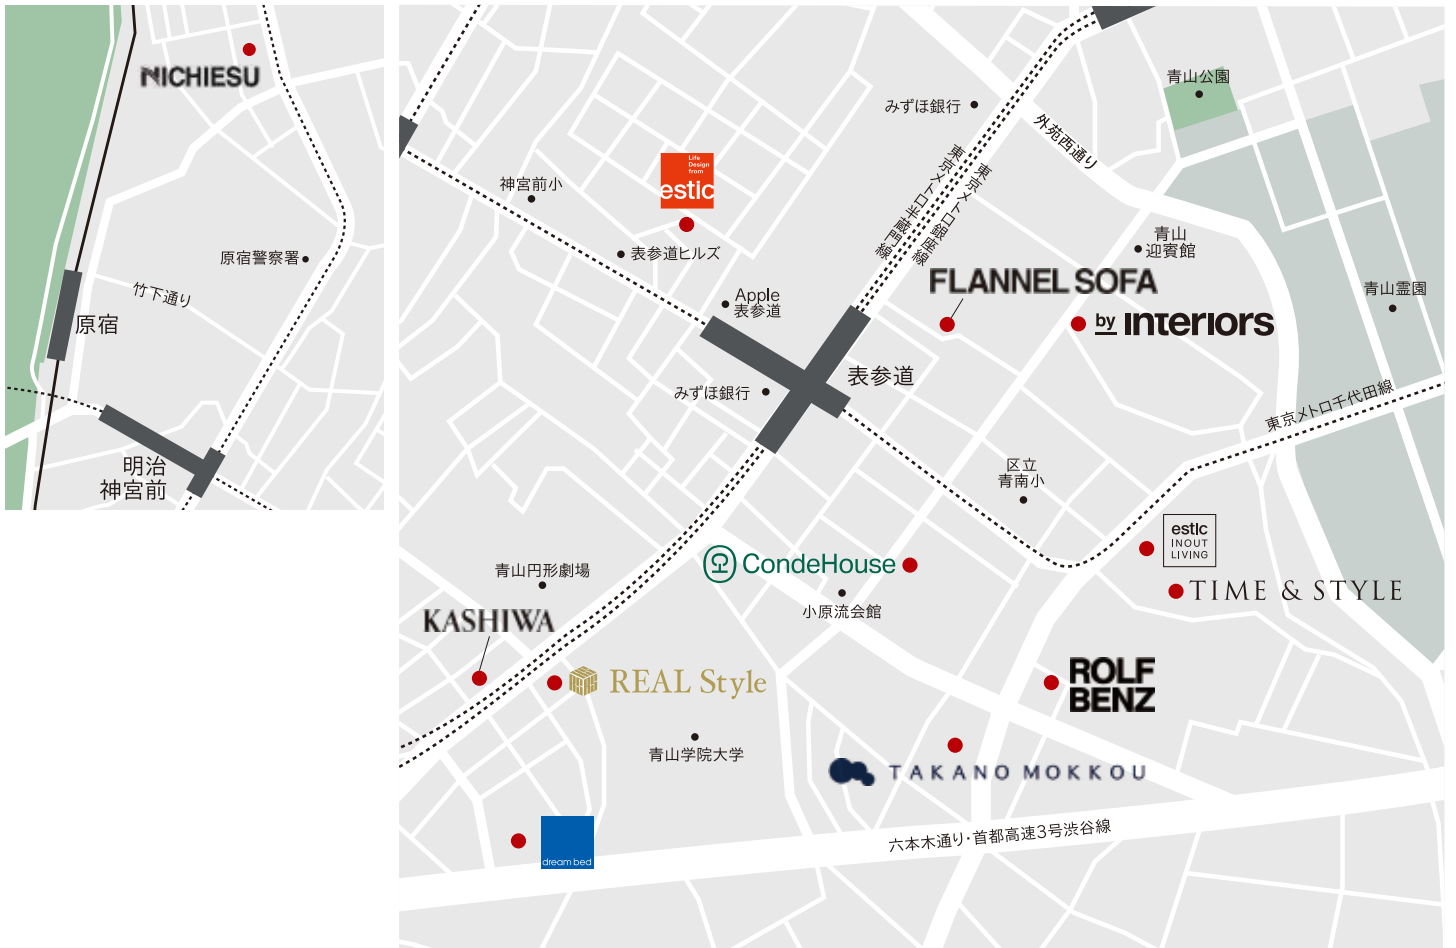 NICHIESU
原宿警察署
竹下通り
原宿
明治
神宮前
青山公園
みずほ銀行
外苑西通り
東京メトロ銀座線
東京メトロ半蔵門線
Life
Design
from
estic
神宮前小
表参道ヒルズ
青山
迎賓館
FLANNEL SOFA
Apple
表参道
by interiors
青山霊園
表参道
みずほ銀行
東京メトロ千代田線
区立
青南小
estic
INOUT
LIVING
CondeHouse
青山円形劇場
TIME & STYLE
小原流会館
KASHIWA
REAL Style
ROLF
BENZ
青山学院大学
TAKANO MOKKOU
六本木通り・首都高速3号渋谷線
dream bed